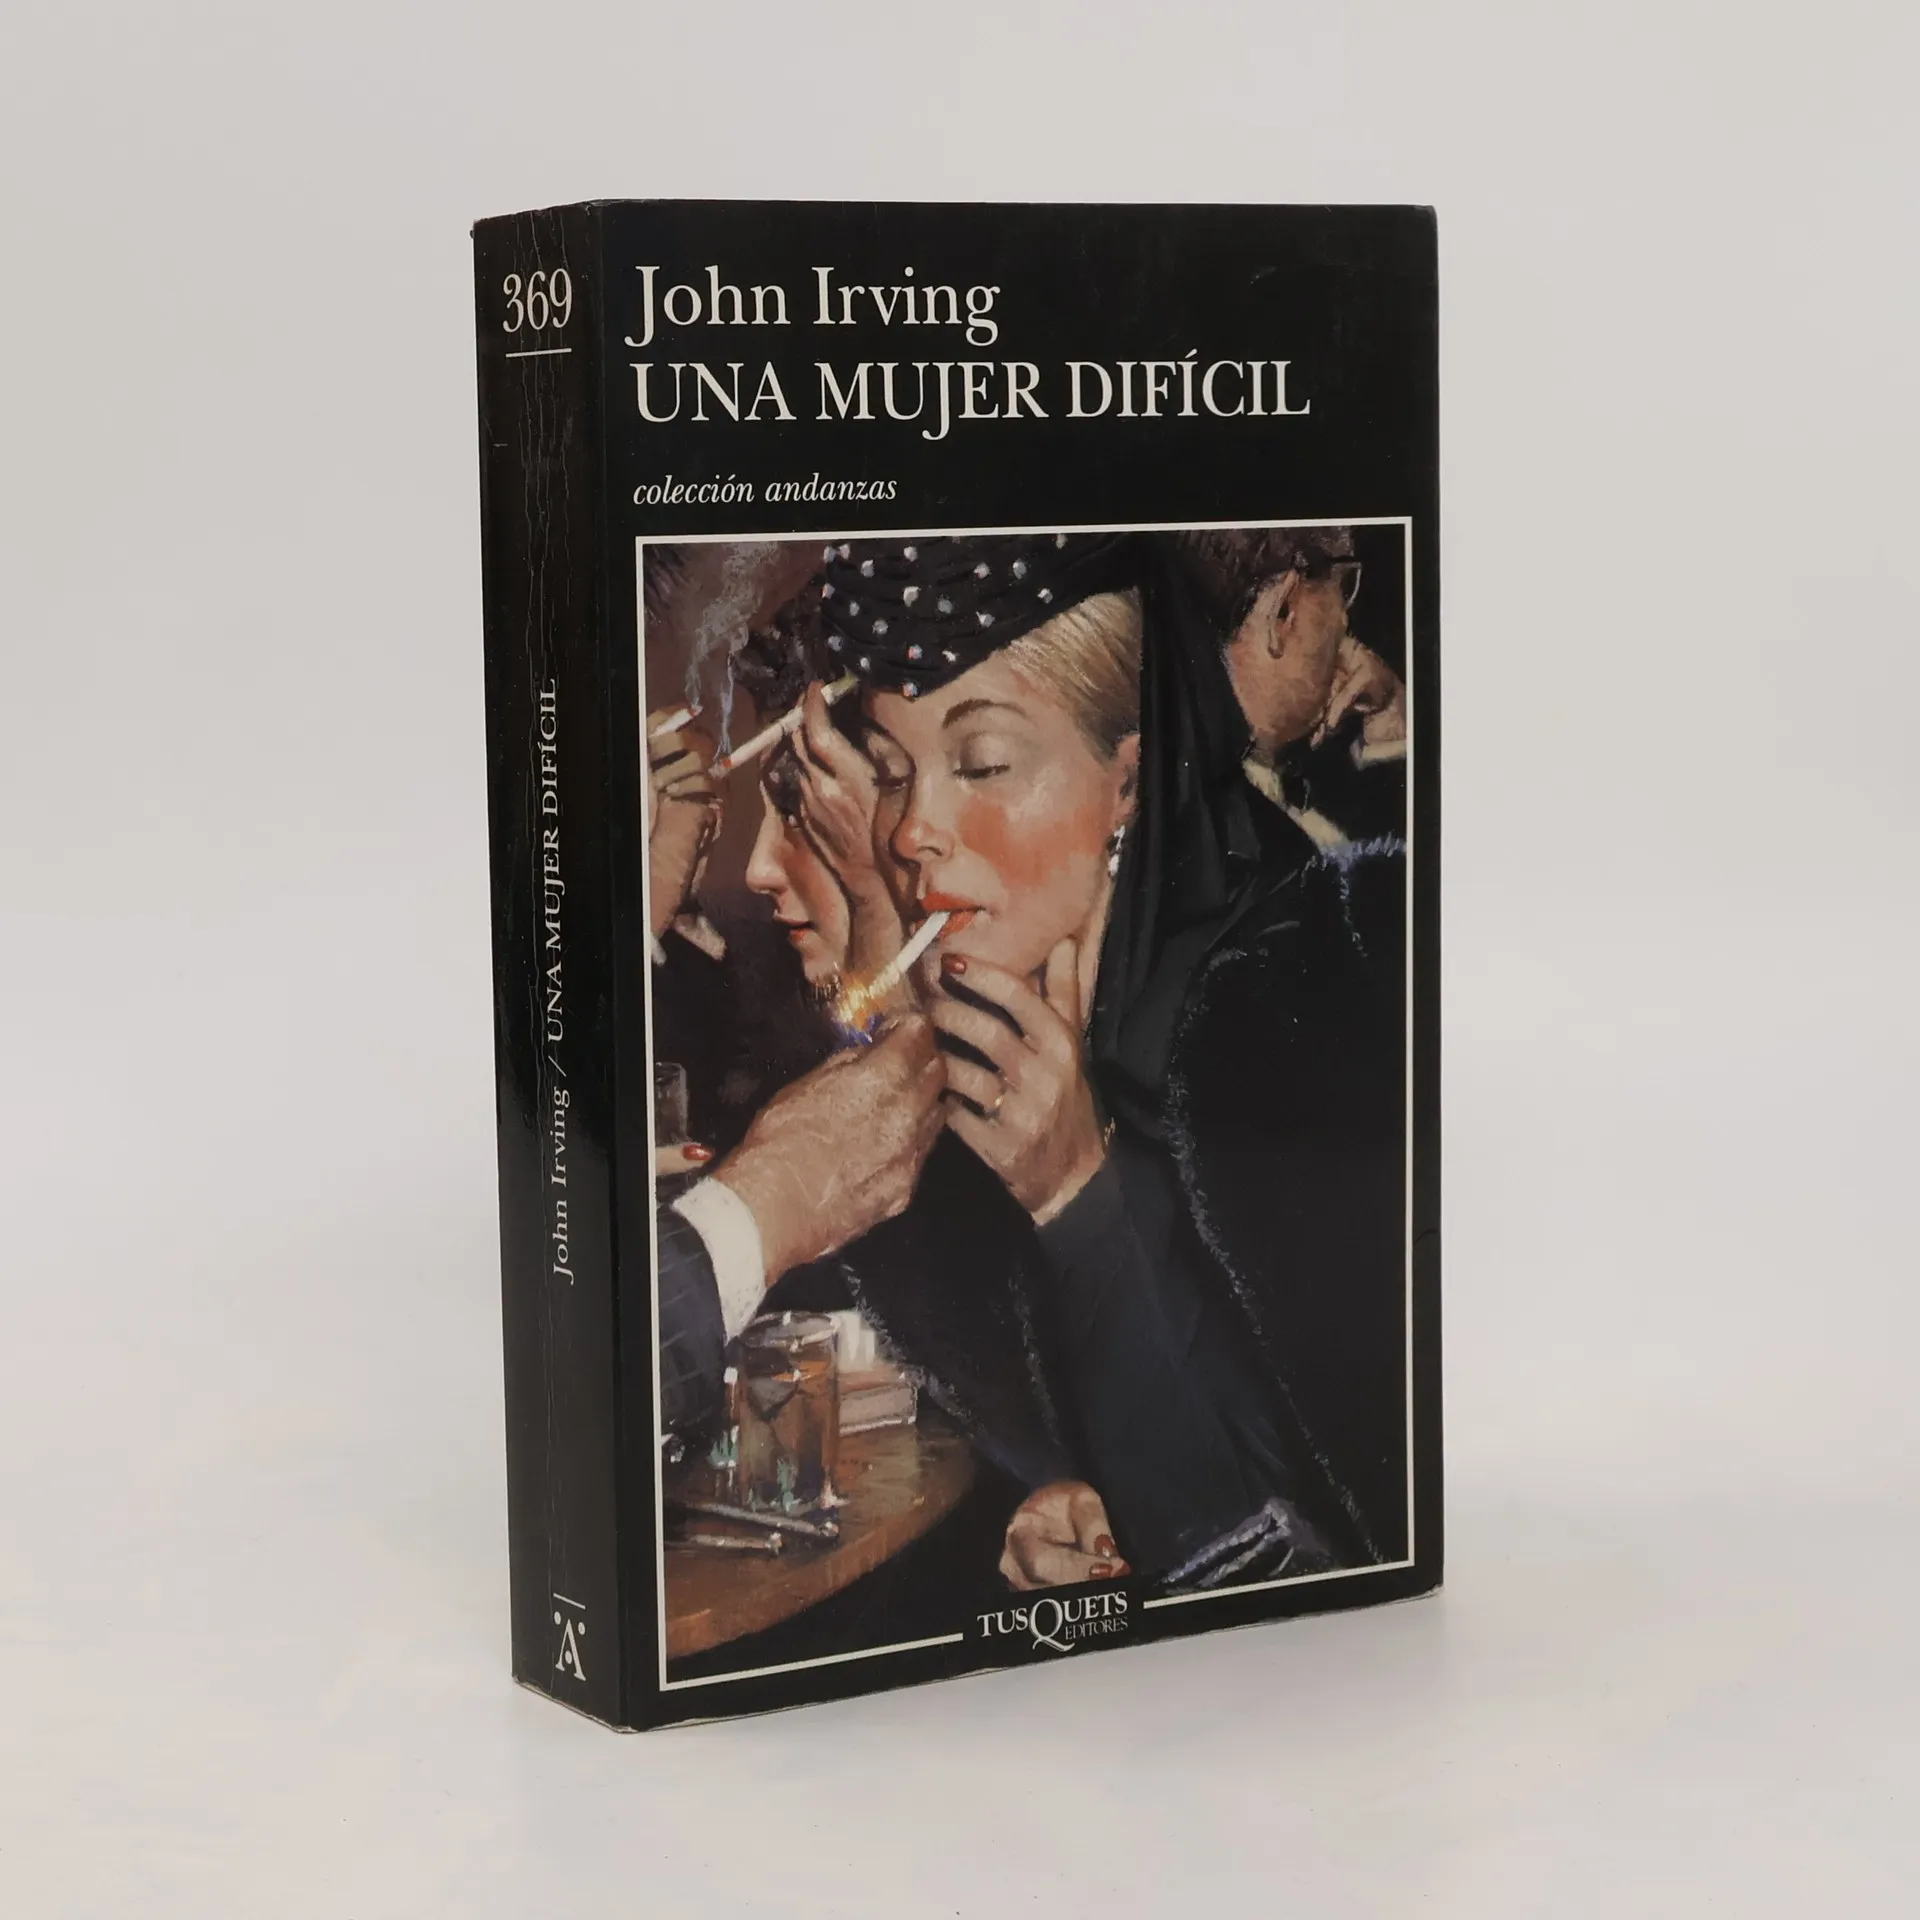 369
John Irving / UNA MUJER DIFÍCIL
A
John Irving
UNA MUJER DIFÍCIL
colección andanzas
TUSQUETS
EDITORES